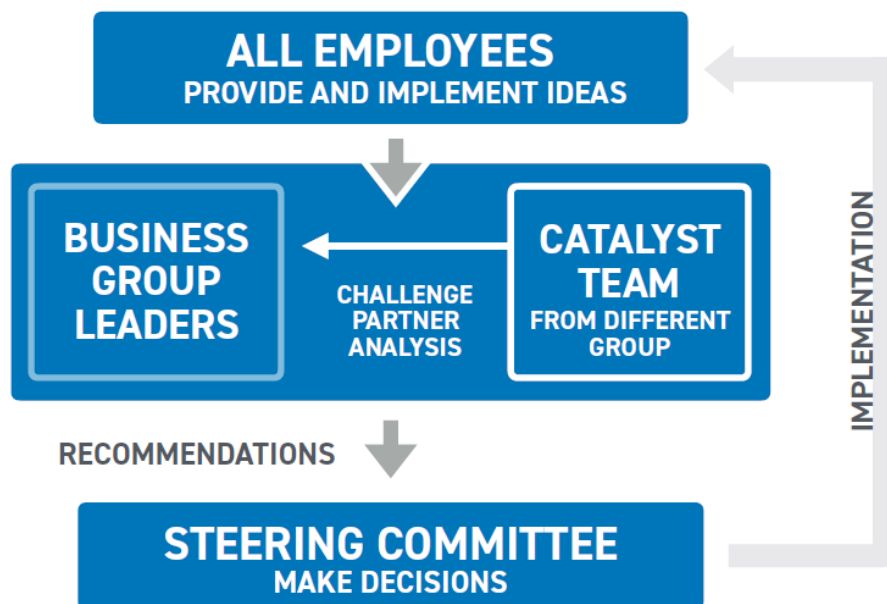 ALL EMPLOYEES
PROVIDE AND IMPLEMENT IDEAS
BUSINESS
GROUP
LEADERS
CHALLENGE
PARTNER
ANALYSIS
CATALYST
TEAM
FROM DIFFERENT
GROUP
IMPLEMENTATION
RECOMMENDATIONS
STEERING COMMITTEE
MAKE DECISIONS